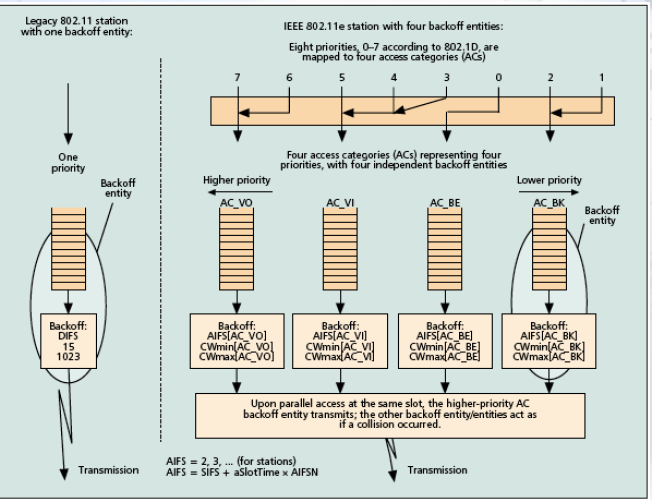 Legacy 802.11 station
with one backoff entity:
One
priority
Backoff
entity
Backoff:
DIFS
15
1023
Transmission
IEEE 802.11e station with four backoff entities:
Eight priorities, 0–7 according to 802.1D, are
mapped to four access categories (ACs)
7 6 5 4 3 0 2 1
Four access categories (ACs) representing four
priorities, with four independent backoff entities
Higher priority
Lower priority
AC_VO AC_VI AC_BE AC_BK
Backoff
entity
Backoff:
AIFS[AC_VO]
CWmin[AC_VO]
CWmax[AC_VO]
Backoff:
AIFS[AC_VI]
CWmin[AC_VI]
CWmax[AC_VI]
Backoff:
AIFS[AC_BE]
CWmin[AC_BE]
CWmax[AC_BE]
Backoff:
AIFS[AC_BK]
CWmin[AC_BK]
CWmax[AC_BK]
Upon parallel access at the same slot, the higher-priority AC
backoff entity transmits; the other backoff entity/entities act as
if a collision occurred.
AIFS = 2, 3, ... (for stations)
AIFS = SIFS + aSlotTime × AIFSN
Transmission